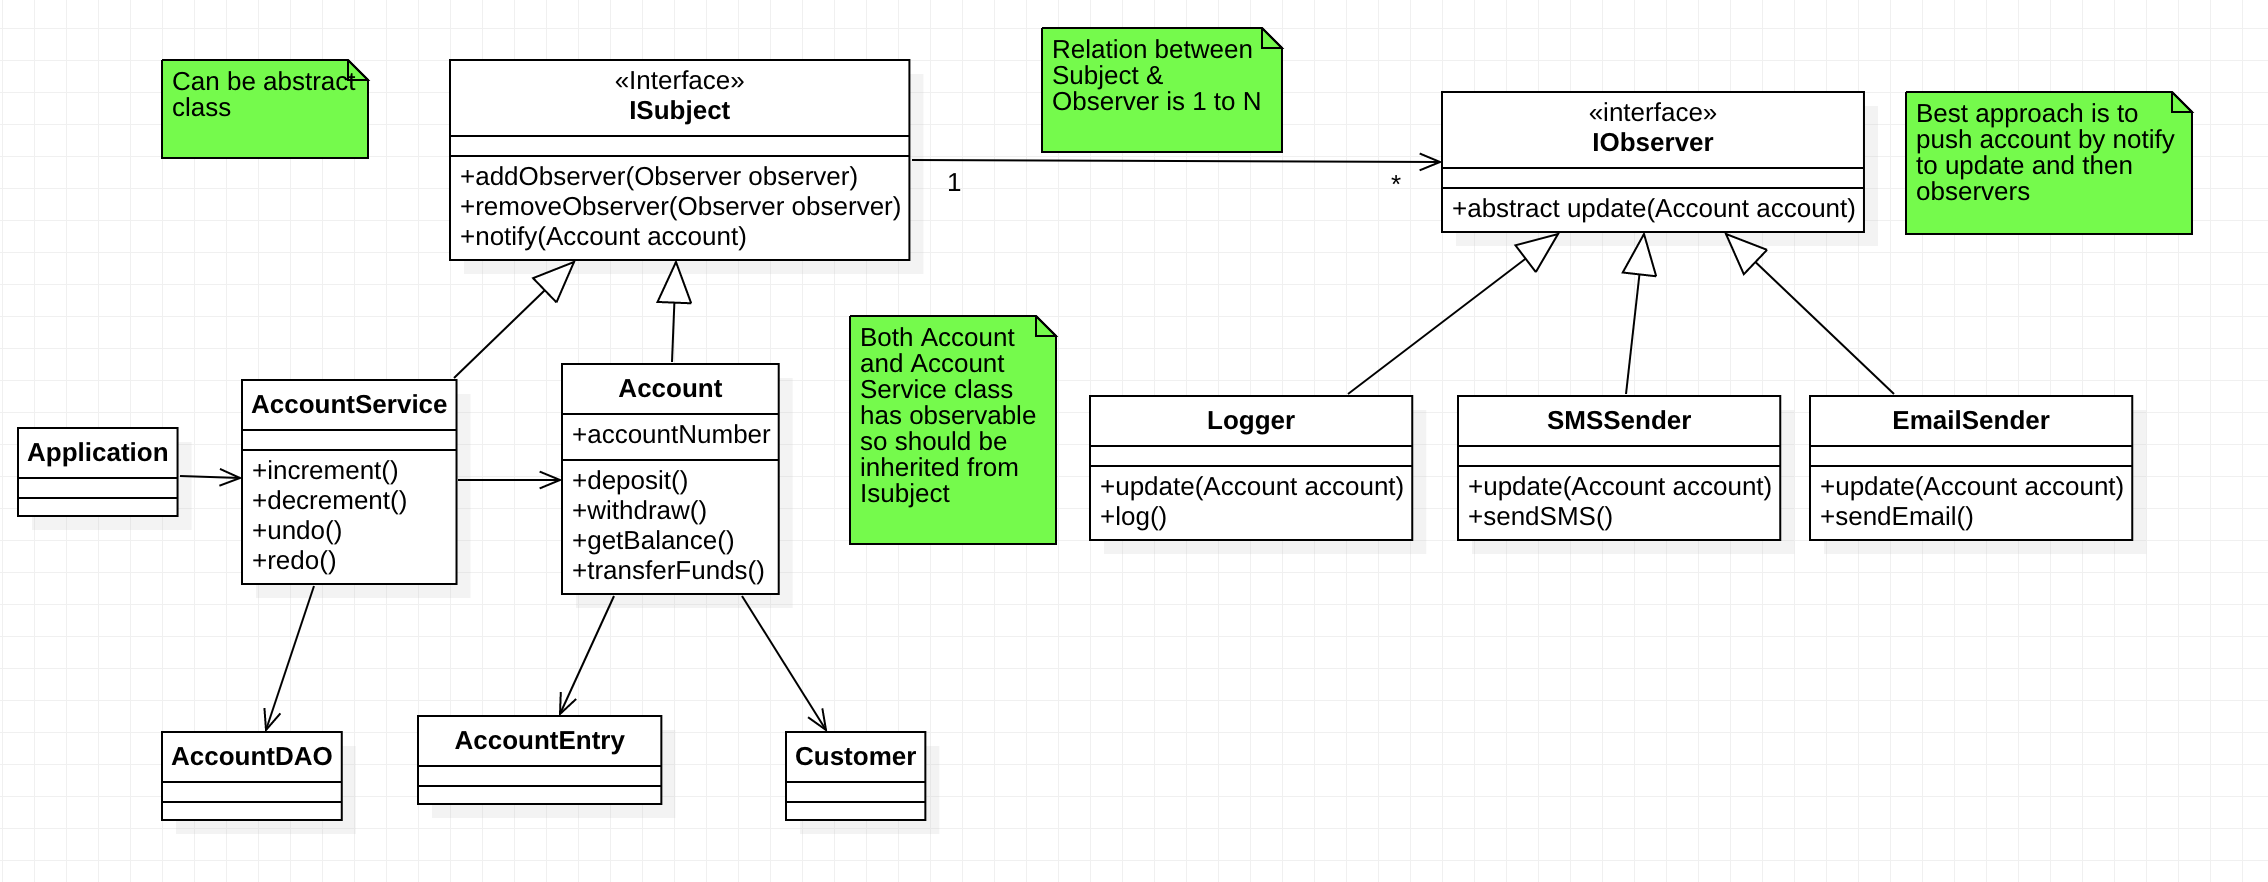 Can be abstract
class
«Interface»
ISubject
+addObserver(Observer observer)
+removeObserver(Observer observer)
+notify(Account account)
Relation between
Subject &
Observer is 1 to N
1
*
«interface»
IObserver
+abstract update(Account account)
Best approach is to
push account by notify
to update and then
observers
Application
AccountService
+increment()
+decrement()
+undo()
+redo()
Account
+accountNumber
+deposit()
+withdraw()
+getBalance()
+transferFunds()
Both Account
and Account
Service class
has observable
so should be
inherited from
Isubject
Logger
+update(Account account)
+log()
SMSSender
+update(Account account)
+sendSMS()
EmailSender
+update(Account account)
+sendEmail()
AccountDAO
AccountEntry
Customer